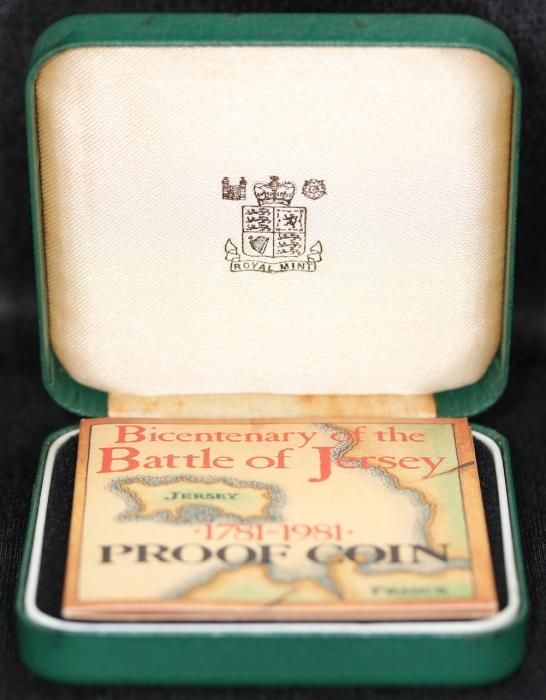 ROYAL MINT
Bicentenary of the
Battle of Jersey
JERSEY
·1781-1981·
PROOF COIN
FRANCE